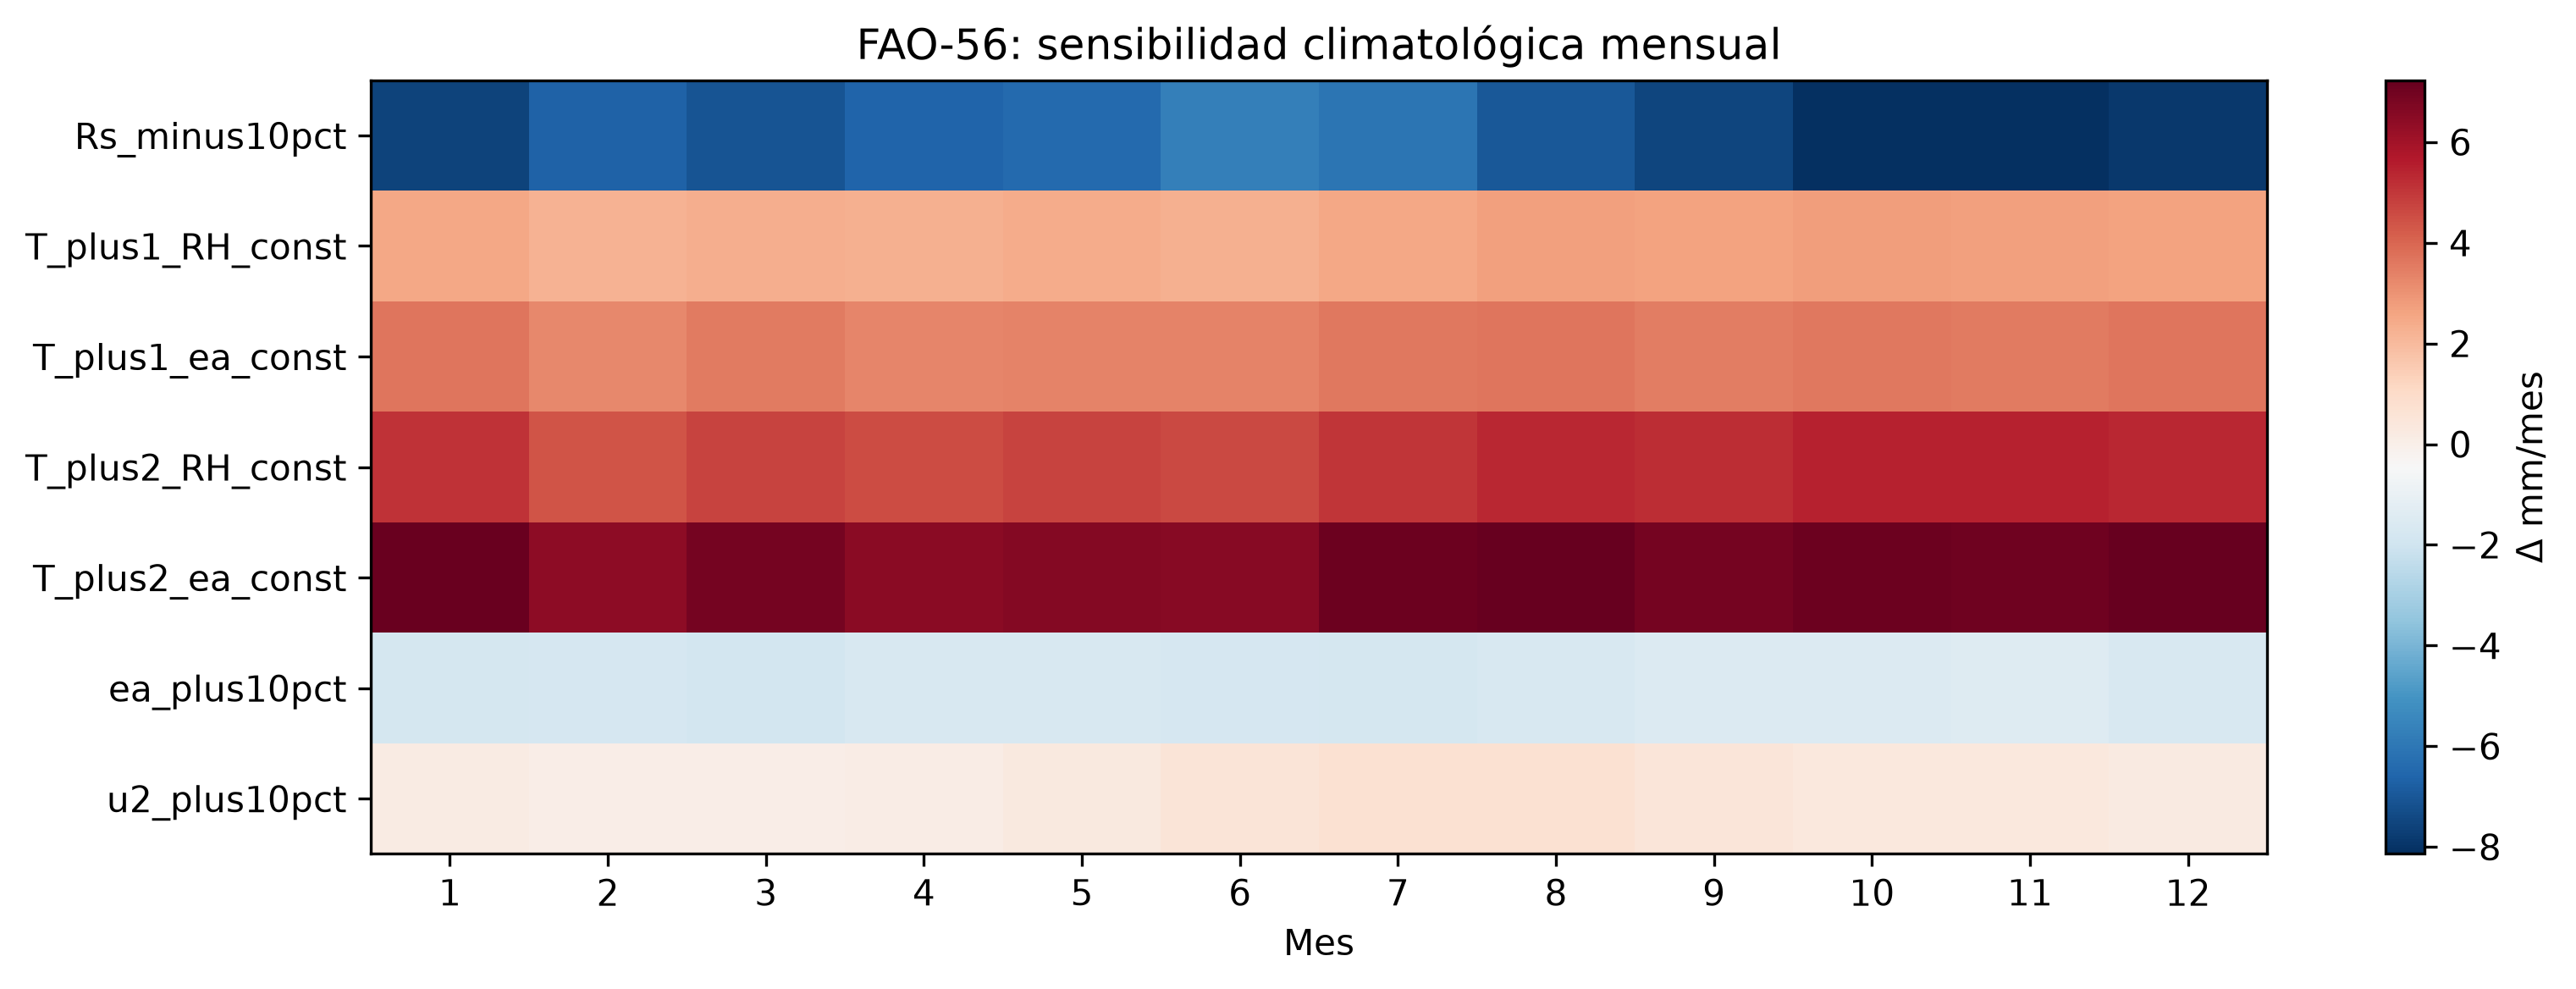 FAO-56: sensibilidad climatológica mensual
Rs_minus10pct
T_plus1_RH_const
T_plus1_ea_const
T_plus2_RH_const
T_plus2_ea_const
ea_plus10pct
u2_plus10pct
1 2 3 4 5 6 7 8 9 10 11 12
Mes
6
4
2
0
−2
−4
−6
−8
Δ mm/mes